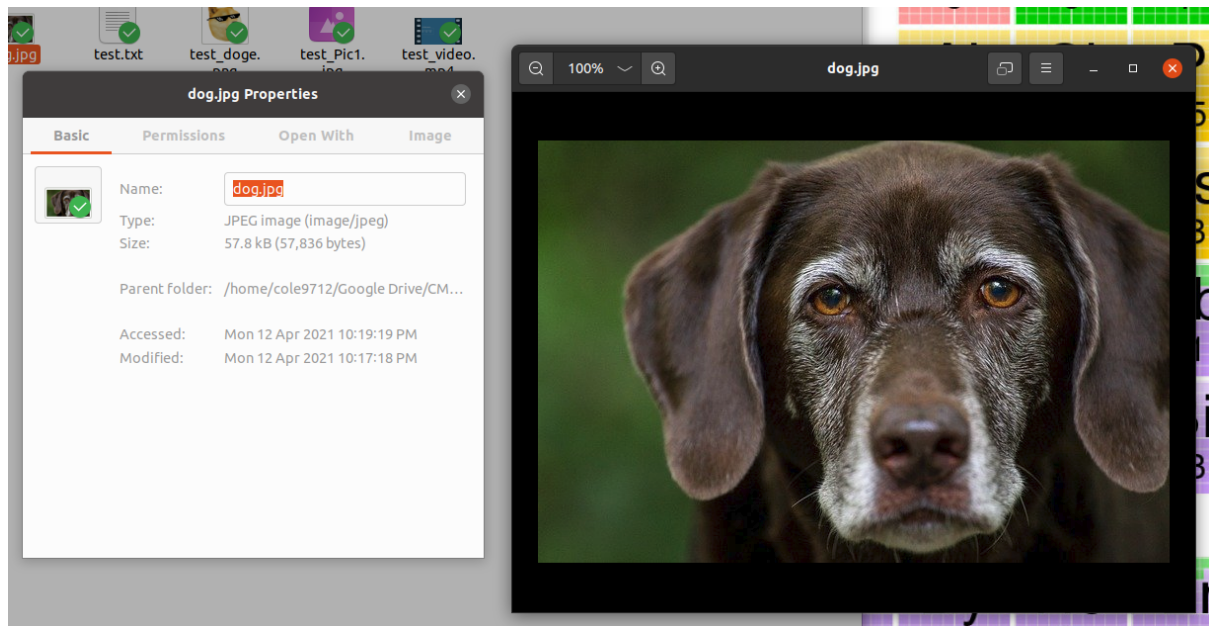 .jpg
test.txt
test_doge.
test_Pic1.
test_video.
dog.jpg Properties
Basic Permissions Open With Image
Name: dog.jpg
Type: JPEG image (image/jpeg)
Size: 57.8 kB (57,836 bytes)
Parent folder: /home/cole9712/Google Drive/CM...
Accessed: Mon 12 Apr 2021 10:19:19 PM
Modified: Mon 12 Apr 2021 10:17:18 PM
100%
dog.jpg